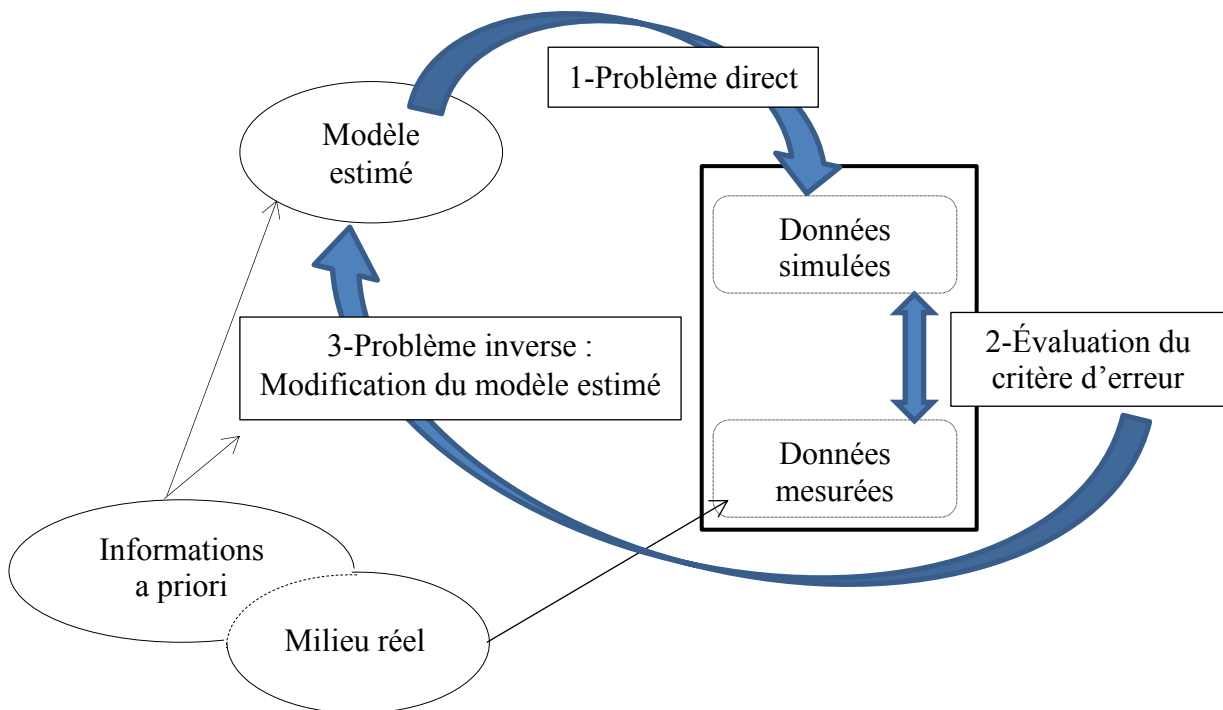 1-Problème direct
Modèle
estimé
Données
simulées
3-Problème inverse :
Modification du modèle estimé
2-Évaluation du
critère d’erreur
Données
mesurées
Informations
a priori
Milieu réel